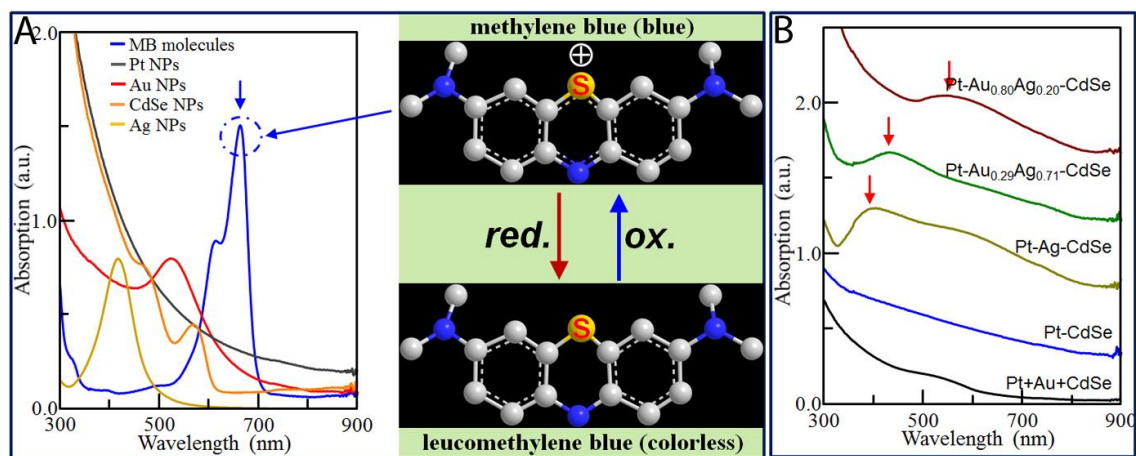 A
2.0
1.0
0.0
Absorption (a.u.)
MB molecules
Pt NPs
Au NPs
CdSe NPs
Ag NPs
300 500 700 900
Wavelength (nm)
methylene blue (blue)
⊕
S
red. ox.
S
leucomethylene blue (colorless)
B
2.0
1.0
0.0
Absorption (a.u.)
Pt-Au0.80Ag0.20-CdSe
Pt-Au0.29Ag0.71-CdSe
Pt-Ag-CdSe
Pt-CdSe
Pt+Au+CdSe
300 500 700 900
Wavelength (nm)